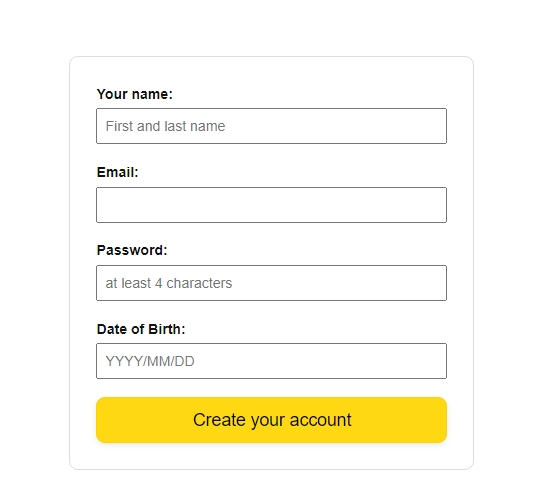 Your name:
First and last name
Email:
Password:
at least 4 characters
Date of Birth:
YYYY/MM/DD
Create your account